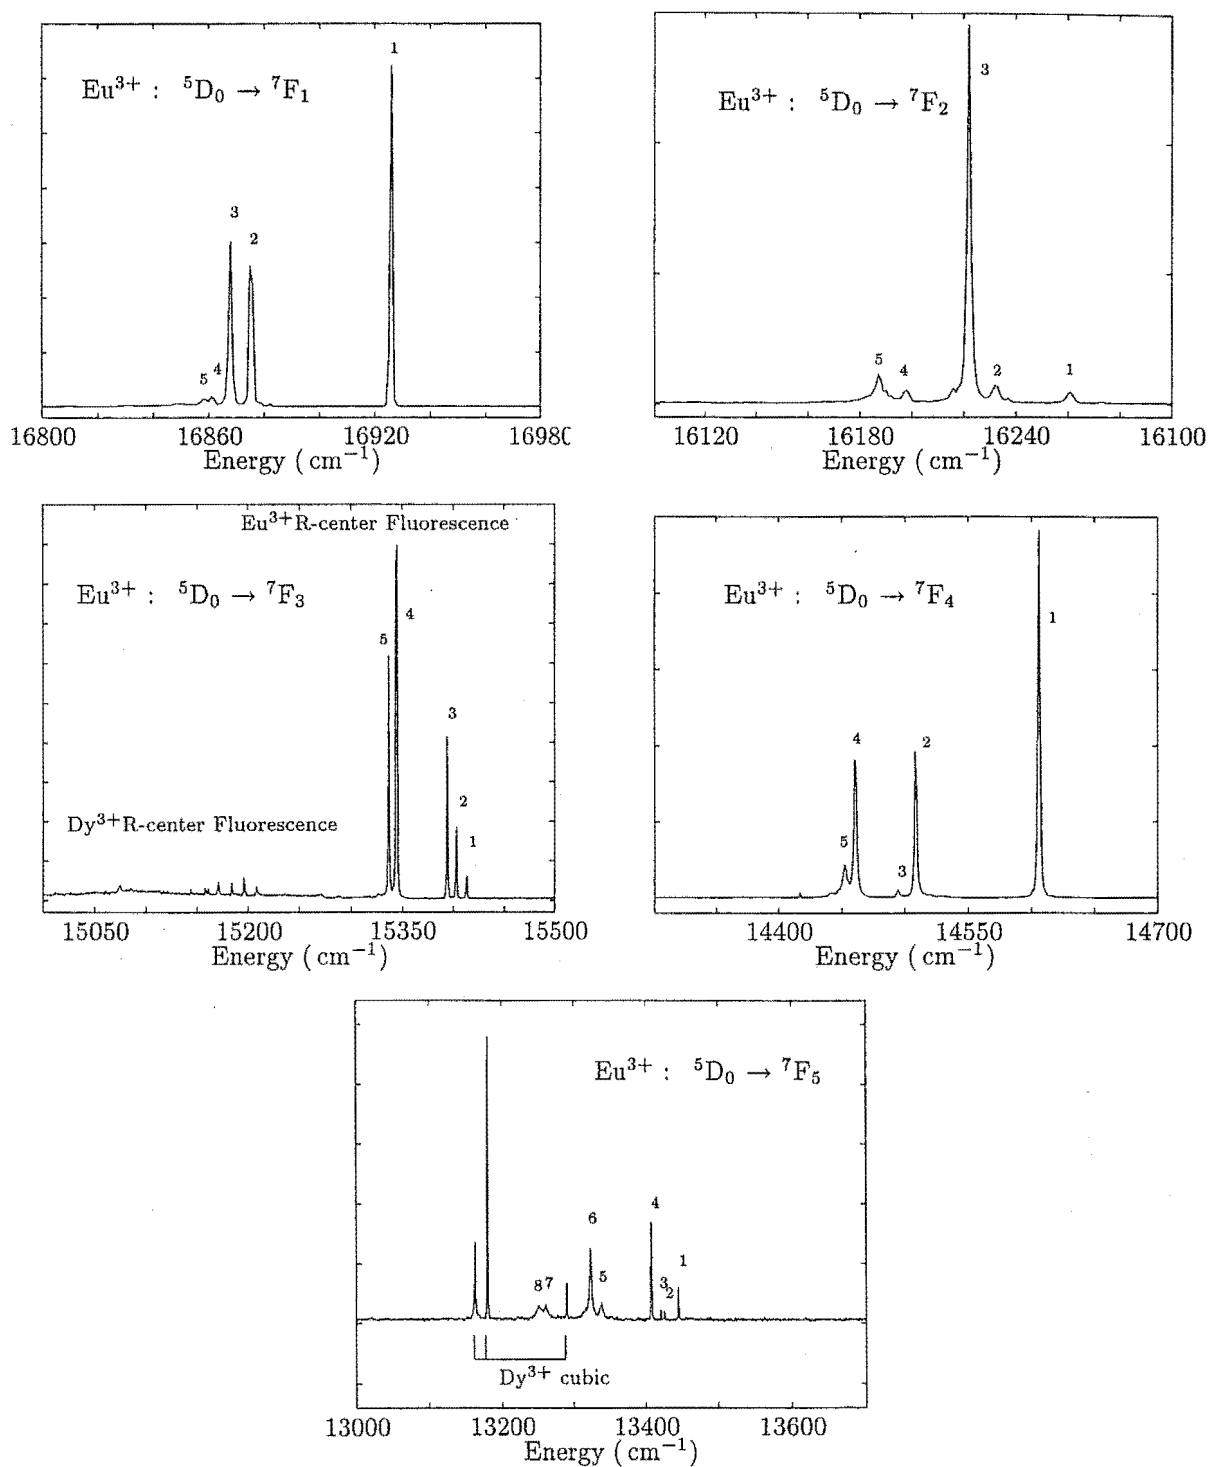 Eu³⁺ : ⁵D₀ → ⁷F₁
1
3
2
5
4
16800 16860 16920 1698C
Energy (cm⁻¹)
Eu³⁺ : ⁵D₀ → ⁷F₂
3
5
4
2
1
16120 16180 16240 16100
Energy (cm⁻¹)
Eu³⁺R-center Fluorescence
Eu³⁺ : ⁵D₀ → ⁷F₃
4
5
3
2
1
Dy³⁺R-center Fluorescence
15050 15200 15350 15500
Energy (cm⁻¹)
Eu³⁺ : ⁵D₀ → ⁷F₄
1
4
2
5
3
14400 14550 14700
Energy (cm⁻¹)
Eu³⁺ : ⁵D₀ → ⁷F₅
6
4
8 7
5
3
2
1
Dy³⁺ cubic
13000 13200 13400 13600
Energy (cm⁻¹)